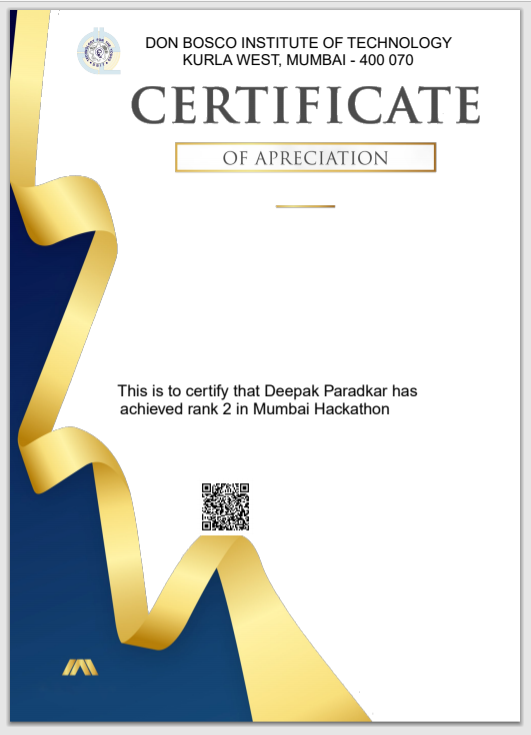 DON BOSCO INSTITUTE OF TECHNOLOGY
KURLA WEST, MUMBAI - 400 070
CERTIFICATE
OF APRECIATION
This is to certify that Deepak Paradkar has
achieved rank 2 in Mumbai Hackathon